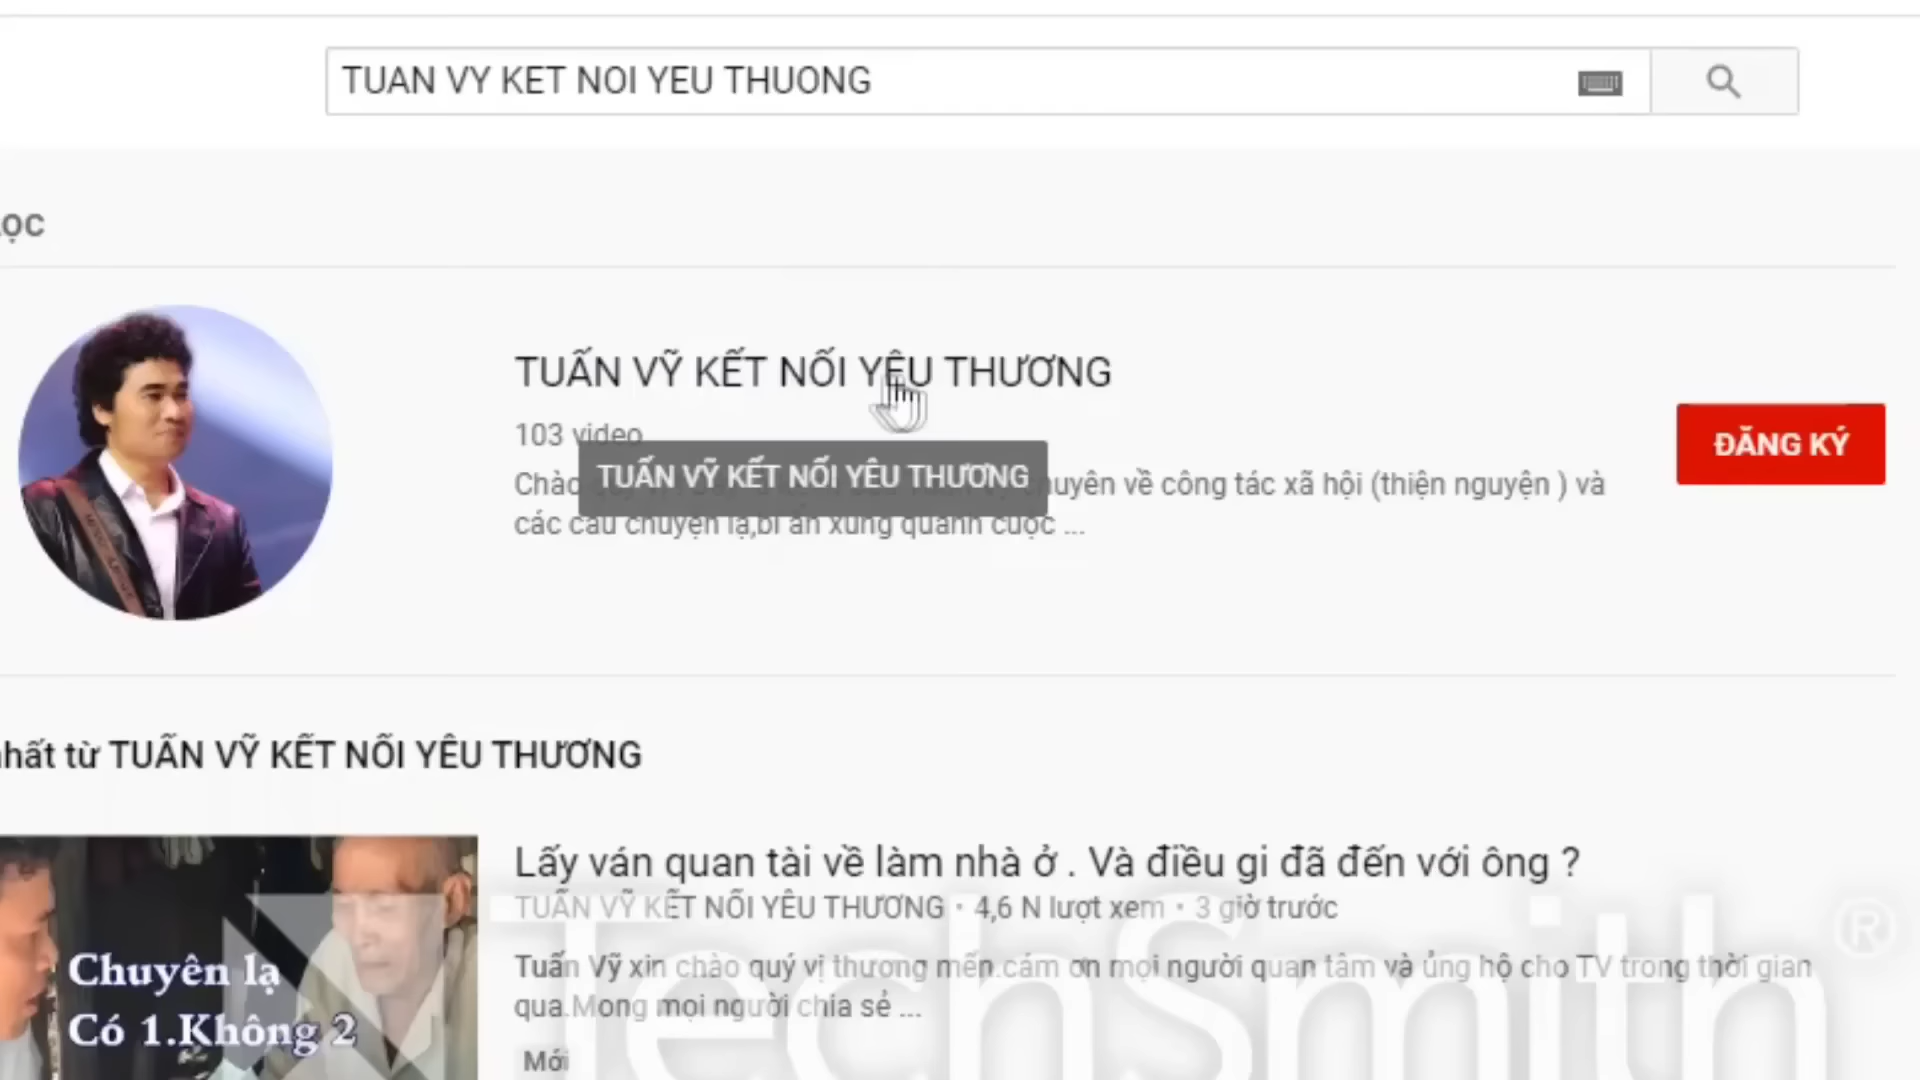 TUAN VY KET NOI YEU THUONG
LỌC
TUẤN VỸ KẾT NỐI YÊU THƯƠNG
103 video
TUẤN VỸ KẾT NỐI YÊU THƯƠNG
Chào chuyên về công tác xã hội (thiện nguyện ) và
các câu chuyện lạ,bí ẩn xung quanh cuộc ...
ĐĂNG KÝ
nhất từ TUẤN VỸ KẾT NỐI YÊU THƯƠNG
Chuyện lạ
Có 1.Không 2
Lấy ván quan tài về làm nhà ở . Và điều gi đã đến với ông ?
TUẤN VỸ KẾT NỐI YÊU THƯƠNG • 4,6 N lượt xem • 3 giờ trước
Tuấn Vỹ xin chào quý vị thương mến.cám ơn mọi người quan tâm và ủng hộ cho TV trong thời gian
qua.Mong mọi người chia sẻ ...
Mới
TechSmith®